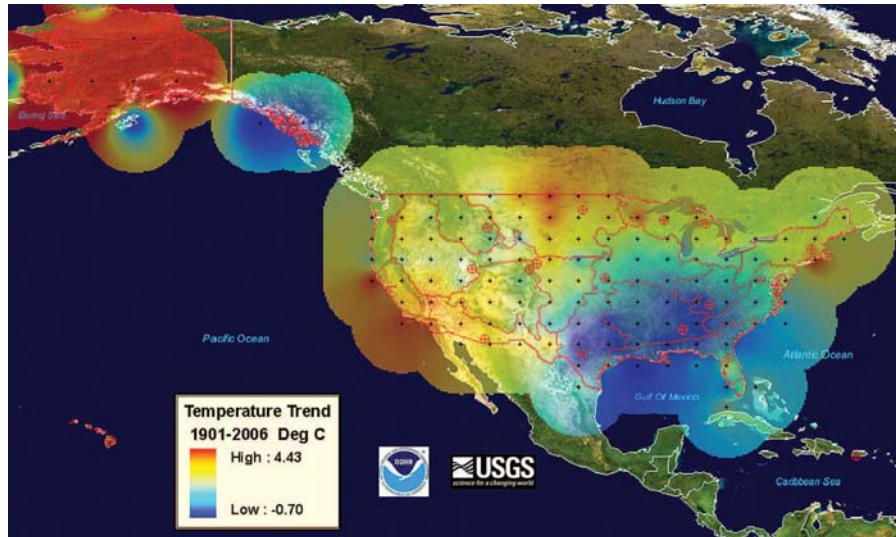 Bering Sea
Hudson Bay
Pacific Ocean
Atlantic Ocean
Gulf Of Mexico
Caribbean Sea
Temperature Trend
1901-2006 Deg C
High : 4.43
Low : -0.70
NOAA
USGS
science for a changing world